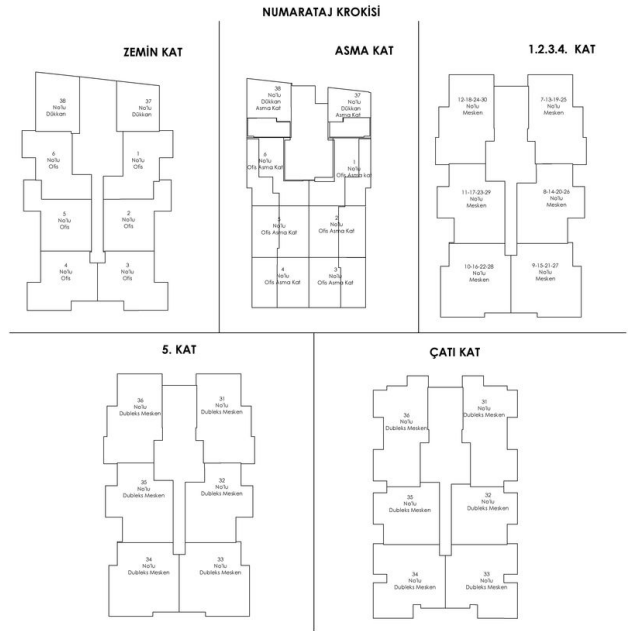 NUMARATAJ KROKİSİ
ZEMİN KAT
38
No'lu
Dükkan
37
No'lu
Dükkan
6
No'lu
Ofis
1
No'lu
Ofis
5
No'lu
Ofis
2
No'lu
Ofis
4
No'lu
Ofis
3
No'lu
Ofis
ASMA KAT
38
No'lu
Dükkan
Asma Kat
37
No'lu
Dükkan
Asma Kat
6
No'lu
Ofis Asma Kat
1
No'lu
Ofis Asma kat
5
No'lu
Ofis Asma Kat
2
No'lu
Ofis Asma Kat
4
No'lu
Ofis Asma Kat
3
No'lu
Ofis Asma Kat
1.2.3.4. KAT
12-18-24-30
No'lu
Mesken
7-13-19-25
No'lu
Mesken
11-17-23-29
No'lu
Mesken
8-14-20-26
No'lu
Mesken
10-16-22-28
No'lu
Mesken
9-15-21-27
No'lu
Mesken
5. KAT
36
No'lu
Dubleks Mesken
31
No'lu
Dubleks Mesken
35
No'lu
Dubleks Mesken
32
No'lu
Dubleks Mesken
34
No'lu
Dubleks Mesken
33
No'lu
Dubleks Mesken
ÇATI KAT
36
No'lu
Dubleks Mesken
31
No'lu
Dubleks Mesken
35
No'lu
Dubleks Mesken
32
No'lu
Dubleks Mesken
34
No'lu
Dubleks Mesken
33
No'lu
Dubleks Mesken